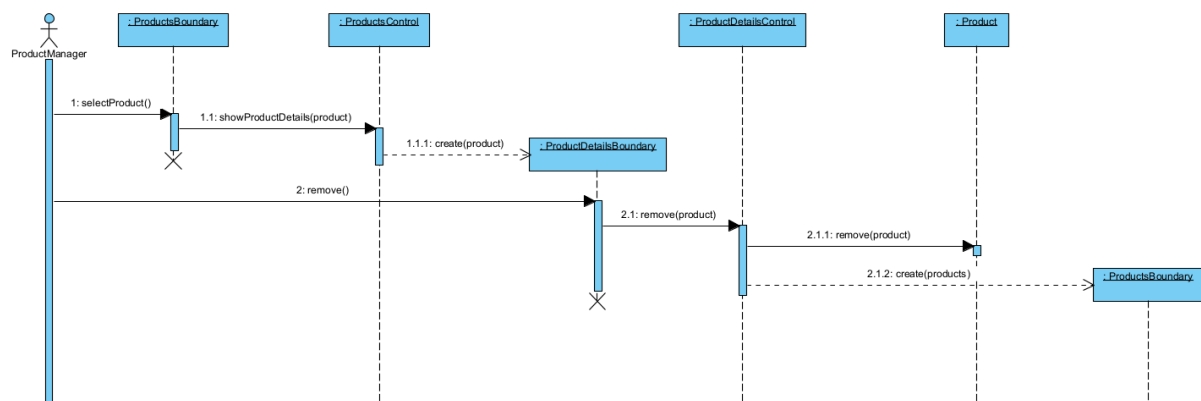 : ProductsBoundary
: ProductsControl
: ProductDetailsControl
: Product
ProductManager
1: selectProduct()
1.1: showProductDetails(product)
1.1.1: create(product)
: ProductDetailsBoundary
2: remove()
2.1: remove(product)
2.1.1: remove(product)
2.1.2: create(products)
: ProductsBoundary